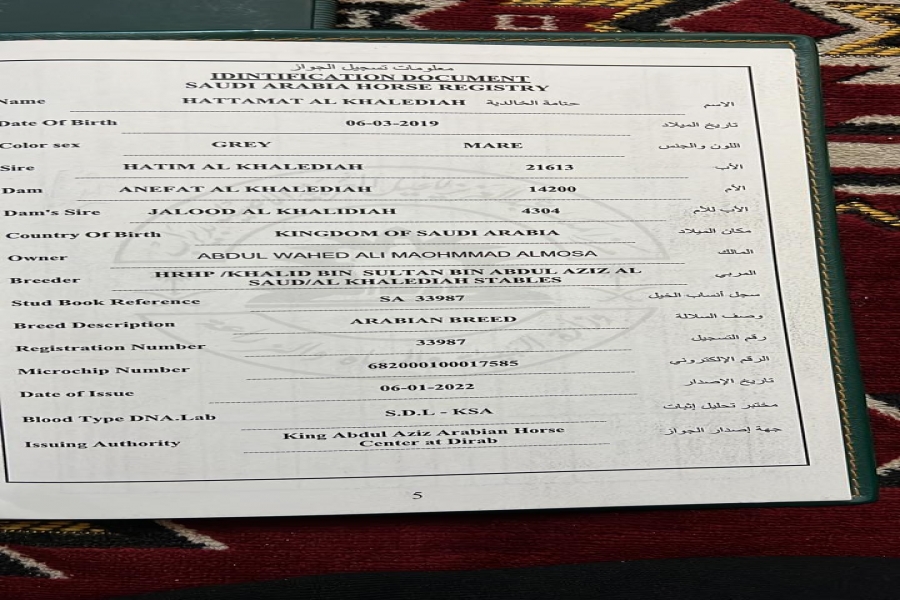 معلومات تسجيل الجواز
IDINTIFICATION DOCUMENT
SAUDI ARABIA HORSE REGISTRY
Name HATTAMAT AL KHALEDIAH حتامة الخالدية الاسم
Date Of Birth 06-03-2019 تاريخ الميلاد
Color sex GREY MARE اللون والجنس
Sire HATIM AL KHALEDIAH 21613 الأب
Dam ANEFAT AL KHALEDIAH 14200 الأم
Dam's Sire JALOOD AL KHALIDIAH 4304 الأب للأم
Country Of Birth KINGDOM OF SAUDI ARABIA مكان الميلاد
Owner ABDUL WAHED ALI MAOHMMAD ALMOSA المالك
Breeder HRHP /KHALID BIN SULTAN BIN ABDUL AZIZ AL المربي
SAUD/AL KHALEDIAH STABLES
Stud Book Reference SA 33987 سجل أنساب الخيل
Breed Description ARABIAN BREED وصف السلالة
Registration Number 33987 رقم التسجيل
Microchip Number 682000100017585 الرقم الإلكتروني
Date of Issue 06-01-2022 تاريخ الإصدار
Blood Type DNA.Lab S.D.L - KSA مختبر تحليل إثبات
Issuing Authority King Abdul Aziz Arabian Horse جهة إصدار الجواز
Center at Dirab
5